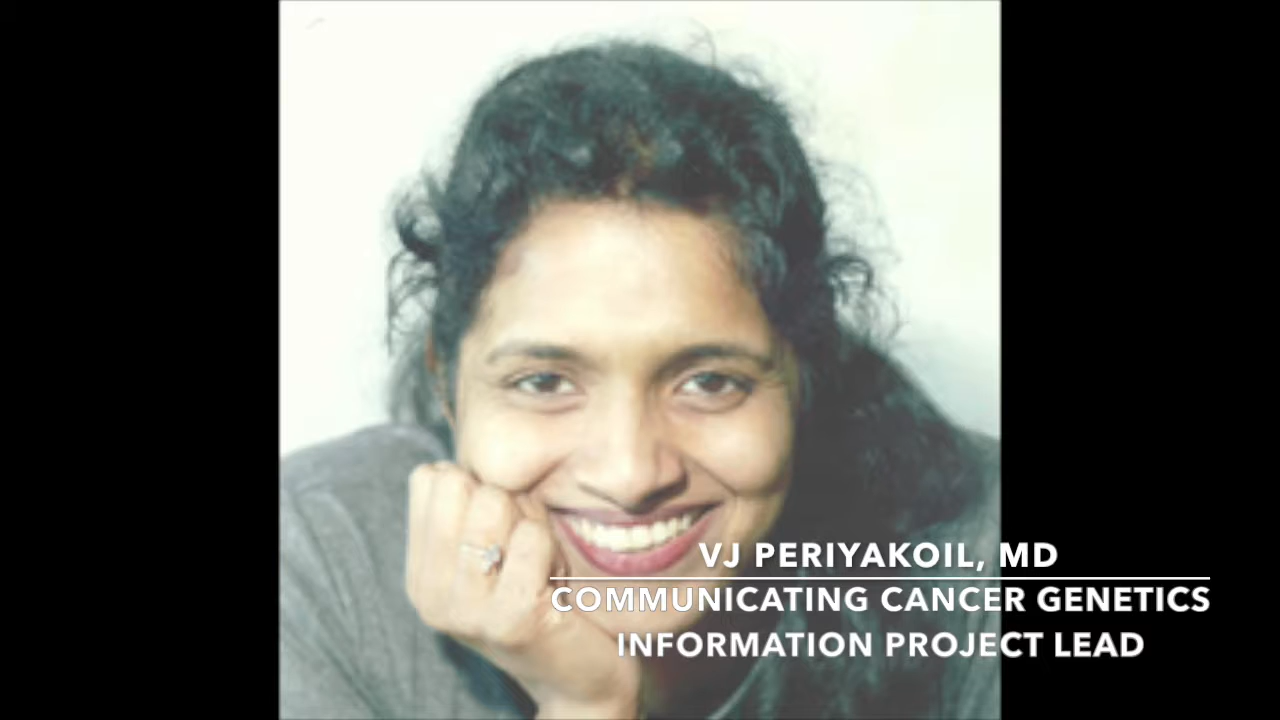 VJ PERIYAKOIL, MD
COMMUNICATING CANCER GENETICS
INFORMATION PROJECT LEAD